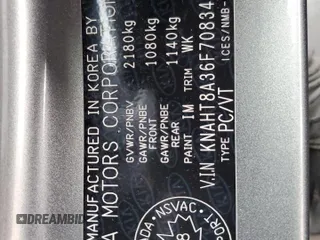 MANUFACTURED IN KOREA BY
A MOTORS CORPORATION
GVWR/PNBV 2180kg
GAWR/PNBE FRONT 1080kg
GAWR/PNBE REAR 1140kg
PAINT IM TRIM WK
V.I.N KNAHT8A36F70834
TYPE PC/VT
ICES/NMB-
NSVAC
DREAMBID